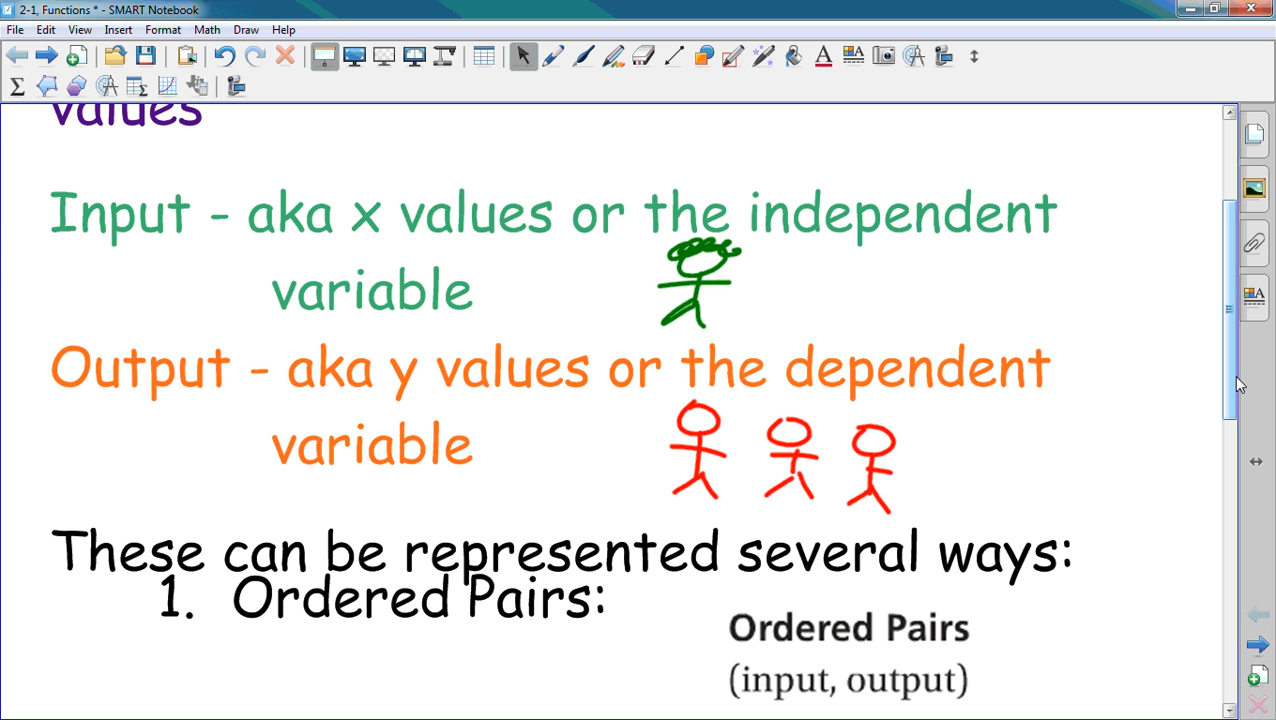 2-1, Functions * - SMART Notebook
File Edit View Insert Format Math Draw Help
values
Input - aka x values or the independent
variable
Output - aka y values or the dependent
variable
These can be represented several ways:
1. Ordered Pairs:
Ordered Pairs
(input, output)